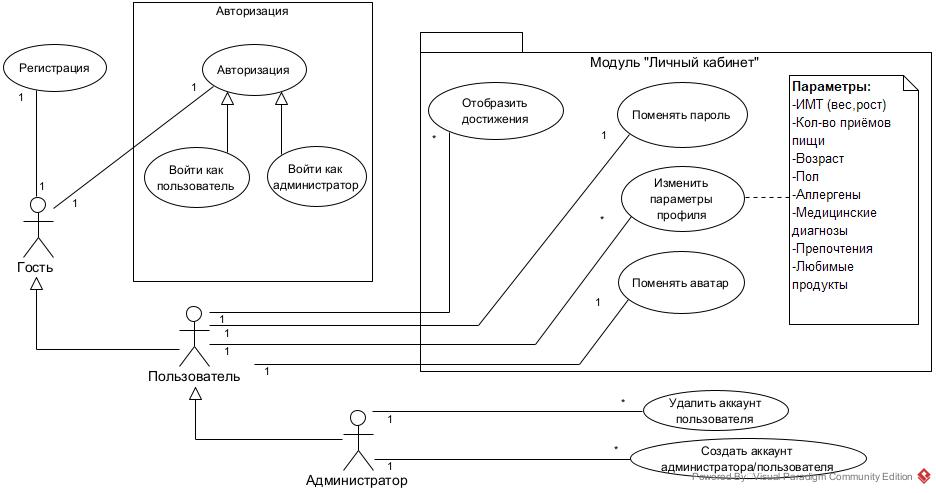 Авторизация
Регистрация
1
Авторизация
1
Войти как
пользователь
Войти как
администратор
1
1
Гость
Модуль "Личный кабинет"
Отобразить
достижения
*
Поменять пароль
1
Изменить
параметры
профиля
*
Поменять аватар
1
Параметры:
-ИМТ (вес,рост)
-Кол-во приёмов
пищи
-Возраст
-Пол
-Аллергены
-Медицинские
диагнозы
-Препочтения
-Любимые
продукты
1
1
1
1
Пользователь
Удалить аккаунт
пользователя
*
1
Создать аккаунт
администратора/пользователя
*
1
Администратор
Powered By: Visual Paradigm Community Edition